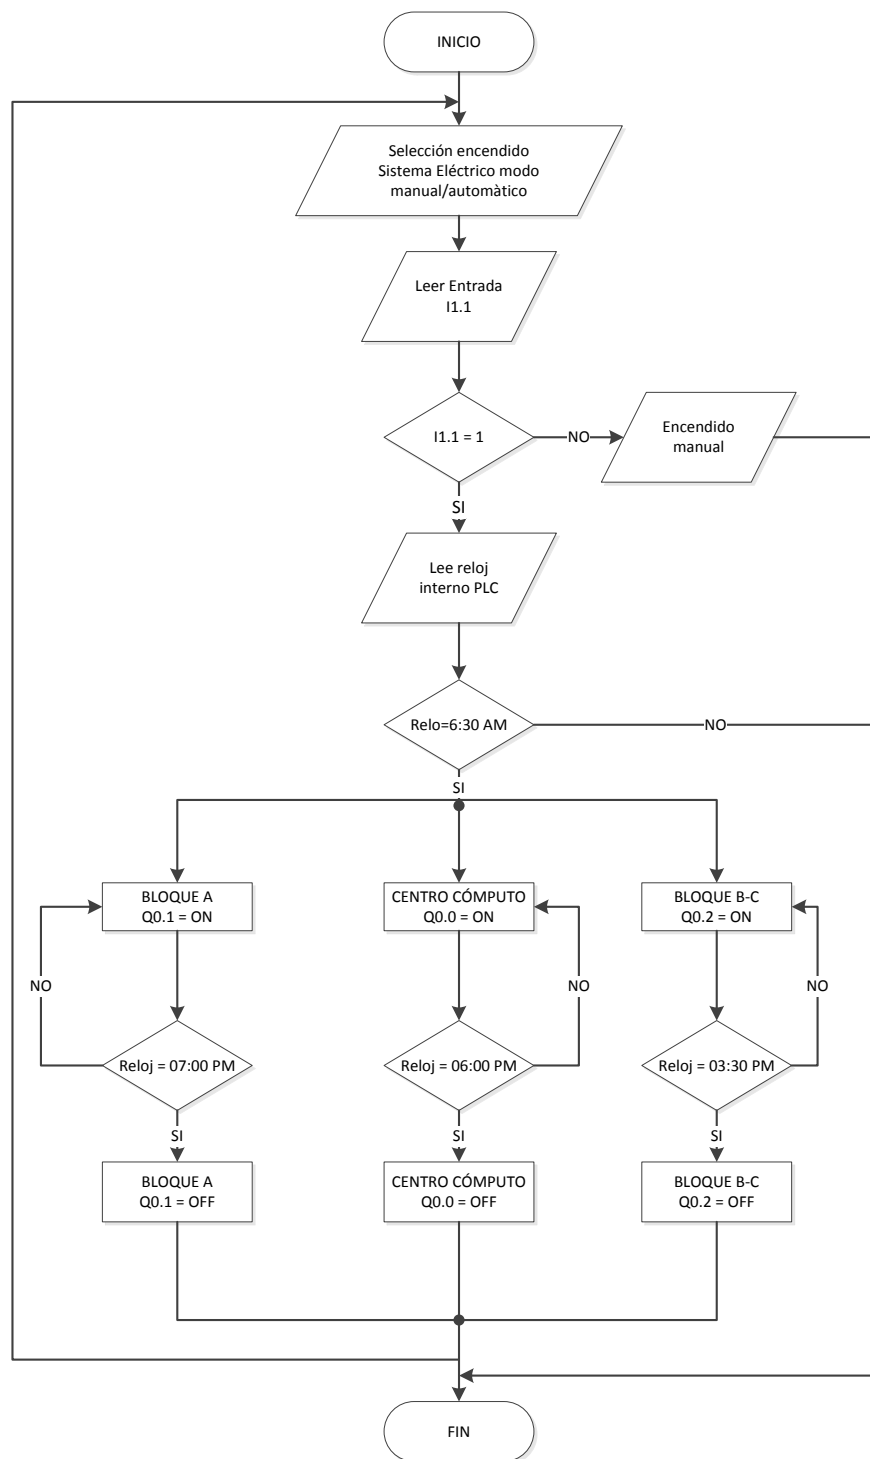 INICIO
Selección encendido
Sistema Eléctrico modo
manual/automàtico
Leer Entrada
I1.1
I1.1 = 1
NO
Encendido
manual
SI
Lee reloj
interno PLC
Relo=6:30 AM
NO
SI
BLOQUE A
Q0.1 = ON
CENTRO CÓMPUTO
Q0.0 = ON
BLOQUE B-C
Q0.2 = ON
NO
NO
NO
Reloj = 07:00 PM
Reloj = 06:00 PM
Reloj = 03:30 PM
SI
SI
SI
BLOQUE A
Q0.1 = OFF
CENTRO CÓMPUTO
Q0.0 = OFF
BLOQUE B-C
Q0.2 = OFF
FIN